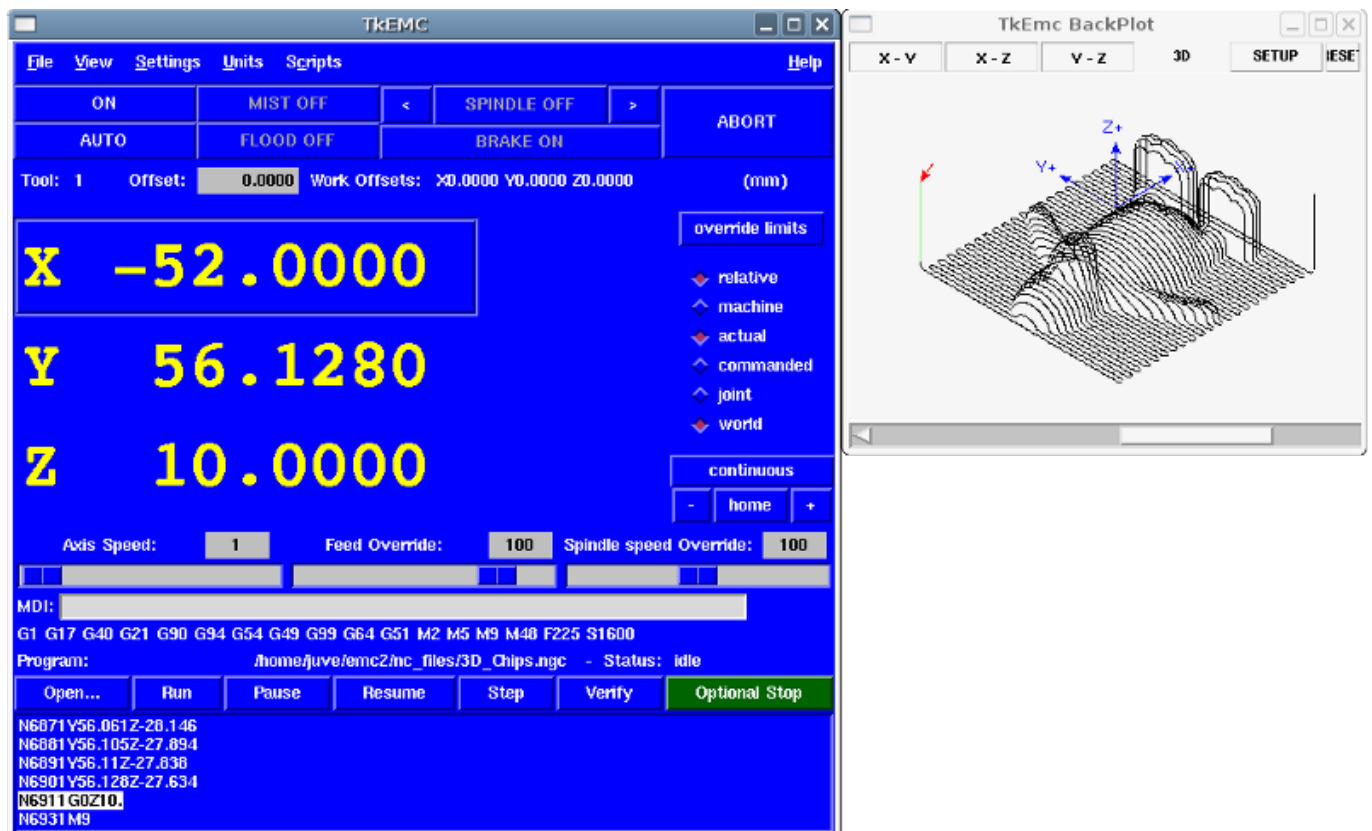 TkEMC
File View Settings Units Scripts Help
ON MIST OFF < SPINDLE OFF > ABORT
AUTO FLOOD OFF BRAKE ON
Tool: 1 Offset: 0.0000 Work Offsets: X0.0000 Y0.0000 Z0.0000 (mm)
override limits
X -52.0000
relative
machine
Y 56.1280
actual
commanded
joint
world
Z 10.0000
continuous
- home +
Axis Speed: 1 Feed Override: 100 Spindle speed Override: 100
MDI:
G1 G17 G40 G21 G90 G94 G54 G49 G99 G64 G51 M2 M5 M9 M48 F225 S1600
Program: /home/juve/emc2/nc_files/3D_Chips.ngc - Status: idle
Open... Run Pause Resume Step Verify Optional Stop
N6871Y56.061Z-28.146
N6881Y56.105Z-27.894
N6891Y56.11Z-27.838
N6901Y56.128Z-27.634
N6911G0Z10.
N6931M9
TkEmc BackPlot
X - Y X - Z Y - Z 3D SETUP RESET
Z+
Y+ X+